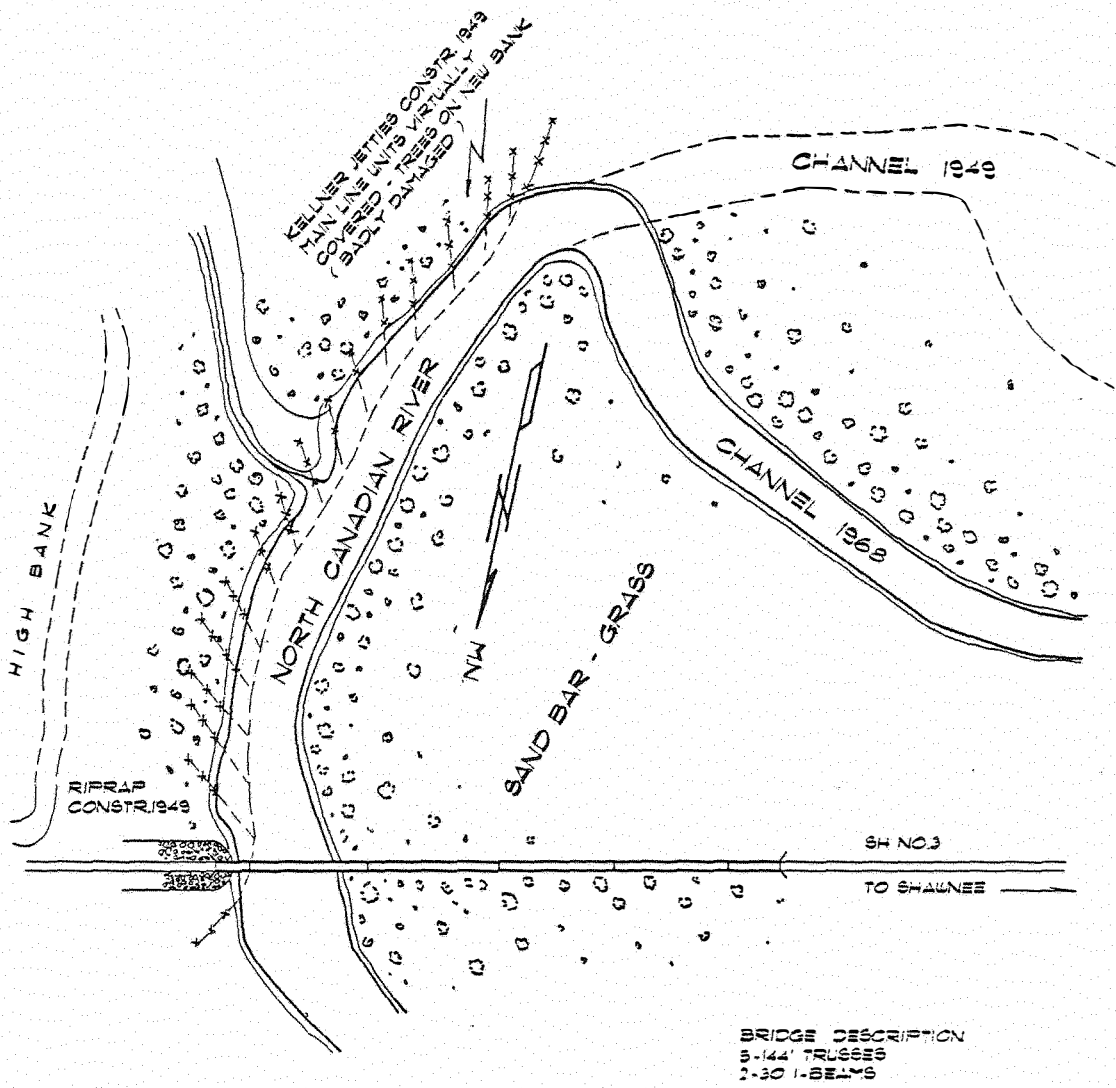 KELLNER JETTIES CONSTR. 1949
MAIN LINE UNITS VIRTUALLY
COVERED - TREES ON NEW BANK
(BADLY DAMAGED)
CHANNEL 1949
NORTH CANADIAN RIVER
CHANNEL 1968
HIGH BANK
NW
SAND BAR - GRASS
RIPRAP
CONSTR. 1949
SH NO.3
TO SHAWNEE
BRIDGE DESCRIPTION
5-144' TRUSSES
2-30 I-BEAMS